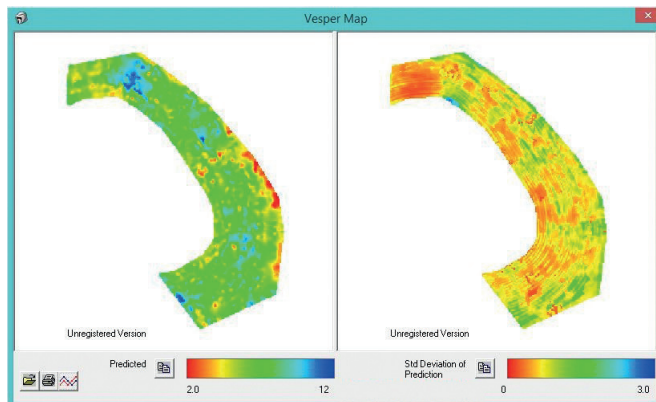 Vesper Map
Unregistered Version
Unregistered Version
Predicted
2.0
12
Std Deviation of
Prediction
0
3.0